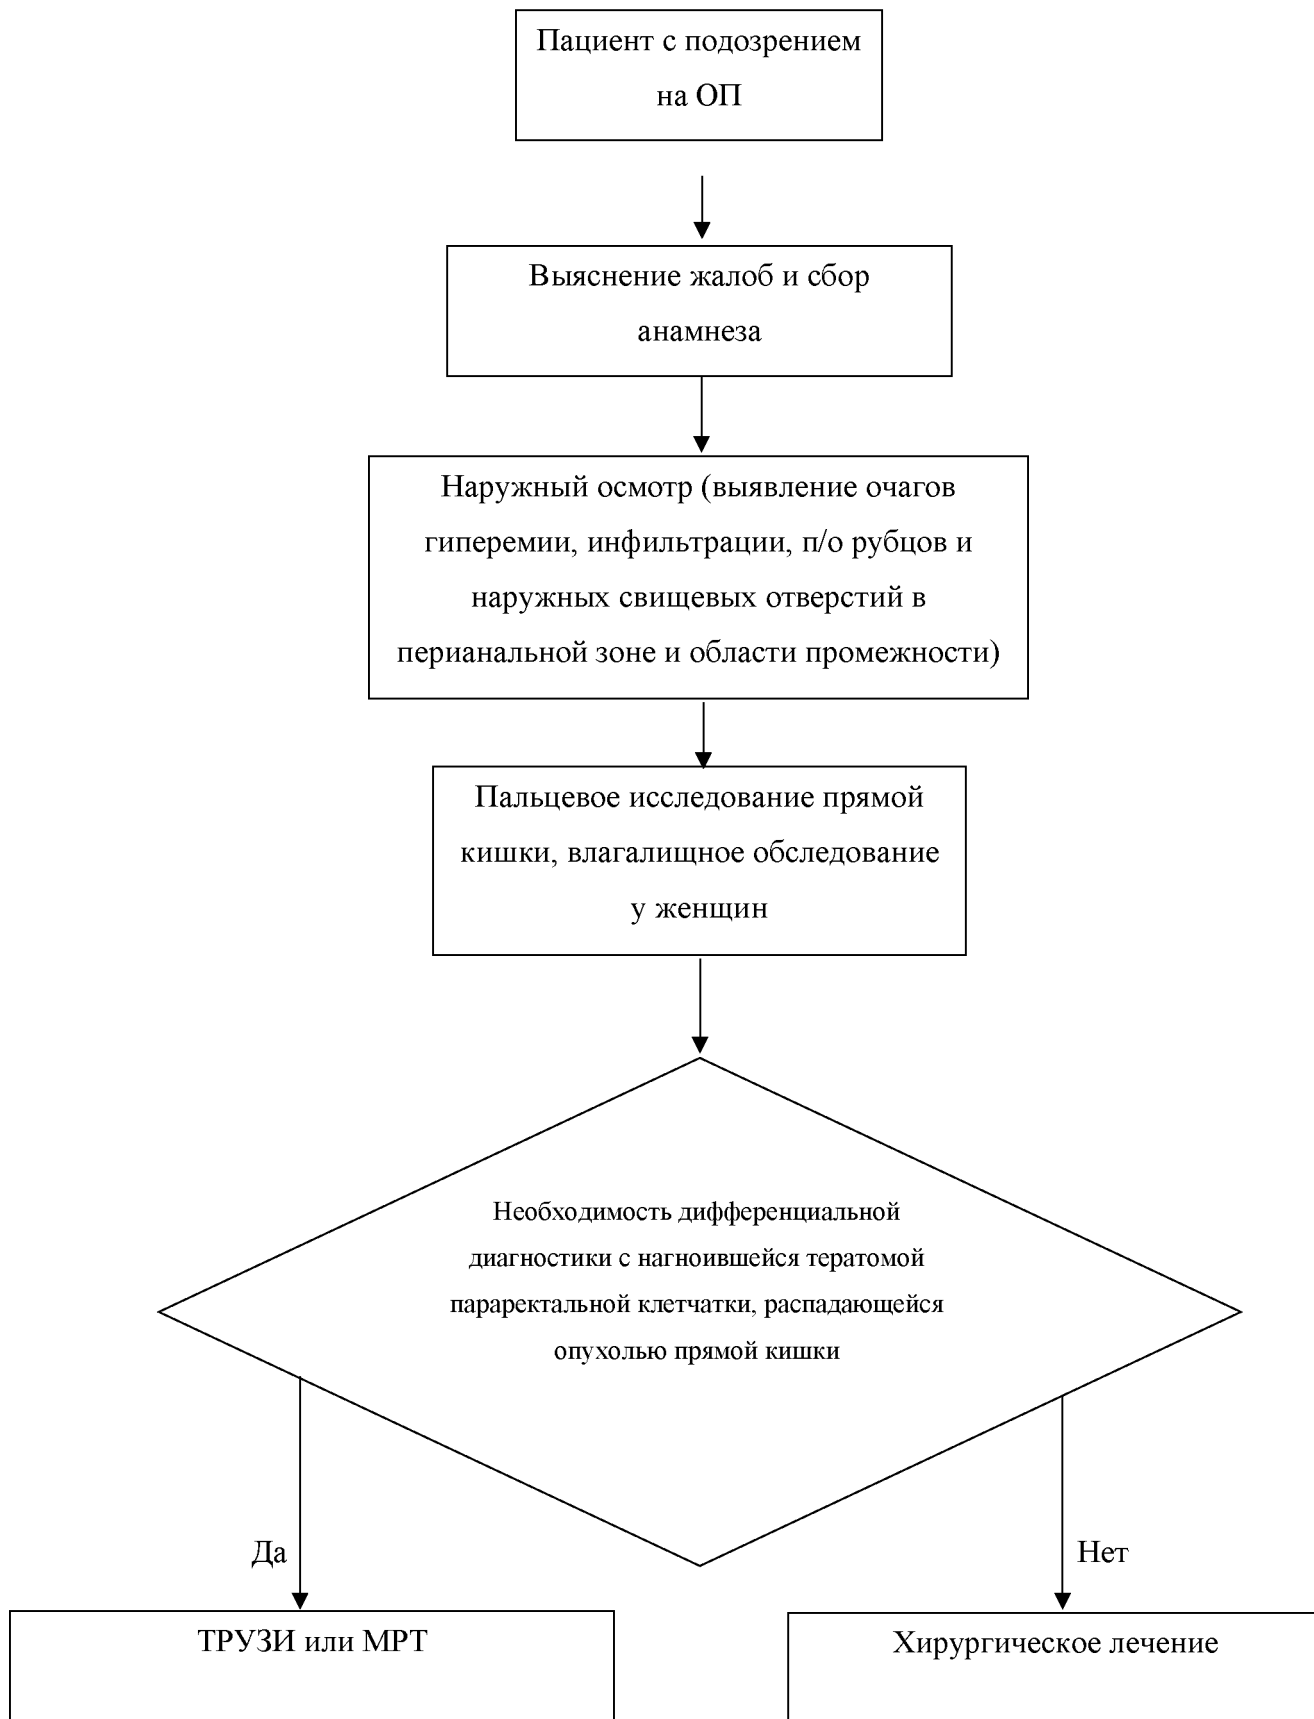 Пациент с подозрением
на ОП
Выяснение жалоб и сбор
анамнеза
Наружный осмотр (выявление очагов
гиперемии, инфильтрации, п/о рубцов и
наружных свищевых отверстий в
перианальной зоне и области промежности)
Пальцевое исследование прямой
кишки, влагалищное обследование
у женщин
Необходимость дифференциальной
диагностики с нагноившейся тератомой
параректальной клетчатки, распадающейся
опухолью прямой кишки
Да
Нет
ТРУЗИ или МРТ
Хирургическое лечение